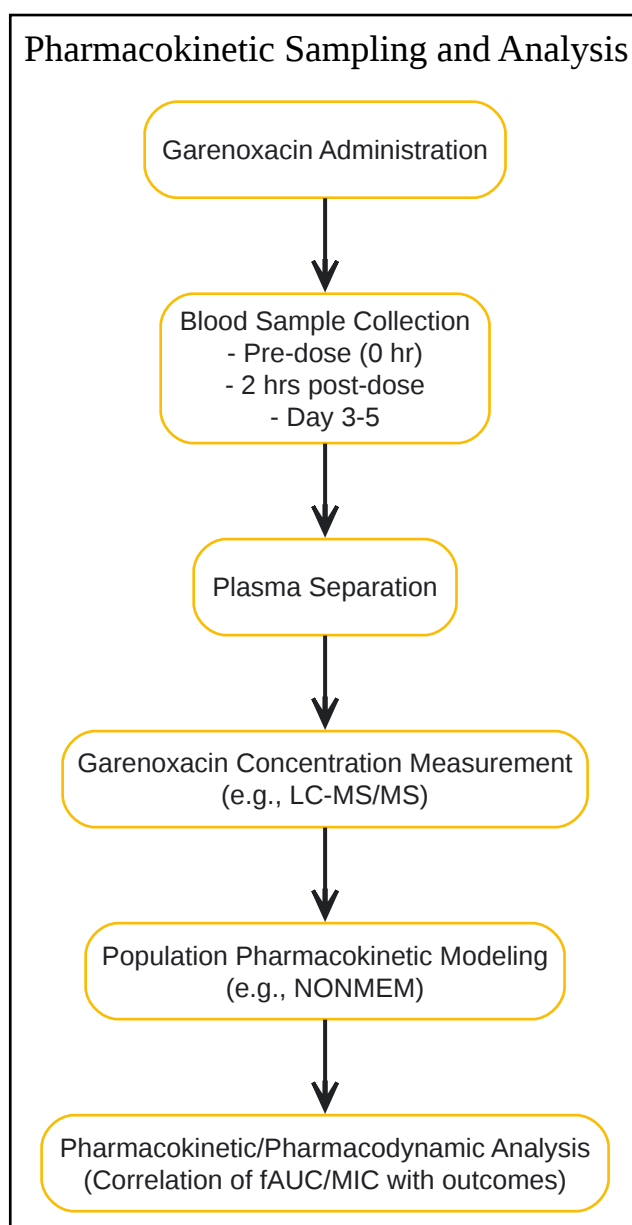 Pharmacokinetic Sampling and Analysis
Garenoxacin Administration
Blood Sample Collection
- Pre-dose (0 hr)
- 2 hrs post-dose
- Day 3-5
Plasma Separation
Garenoxacin Concentration Measurement
(e.g., LC-MS/MS)
Population Pharmacokinetic Modeling
(e.g., NONMEM)
Pharmacokinetic/Pharmacodynamic Analysis
(Correlation of fAUC/MIC with outcomes)